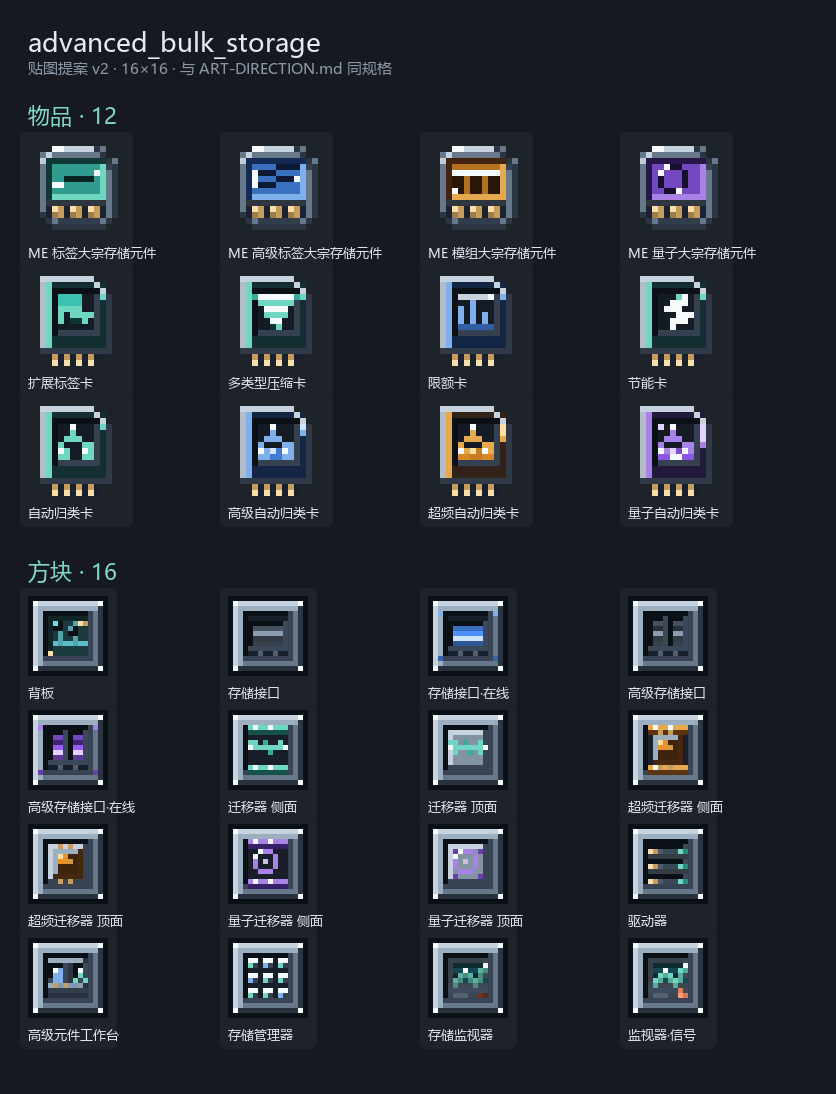 advanced_bulk_storage
贴图提案 v2 · 16×16 · 与 ART-DIRECTION.md 同规格
物品 · 12
ME 标签大宗存储元件
ME 高级标签大宗存储元件
ME 模组大宗存储元件
ME 量子大宗存储元件
扩展标签卡
多类型压缩卡
限额卡
节能卡
自动归类卡
高级自动归类卡
超频自动归类卡
量子自动归类卡
方块 · 16
背板
存储接口
存储接口·在线
高级存储接口
高级存储接口·在线
迁移器 侧面
迁移器 顶面
超频迁移器 侧面
超频迁移器 顶面
量子迁移器 侧面
量子迁移器 顶面
驱动器
高级元件工作台
存储管理器
存储监视器
监视器·信号